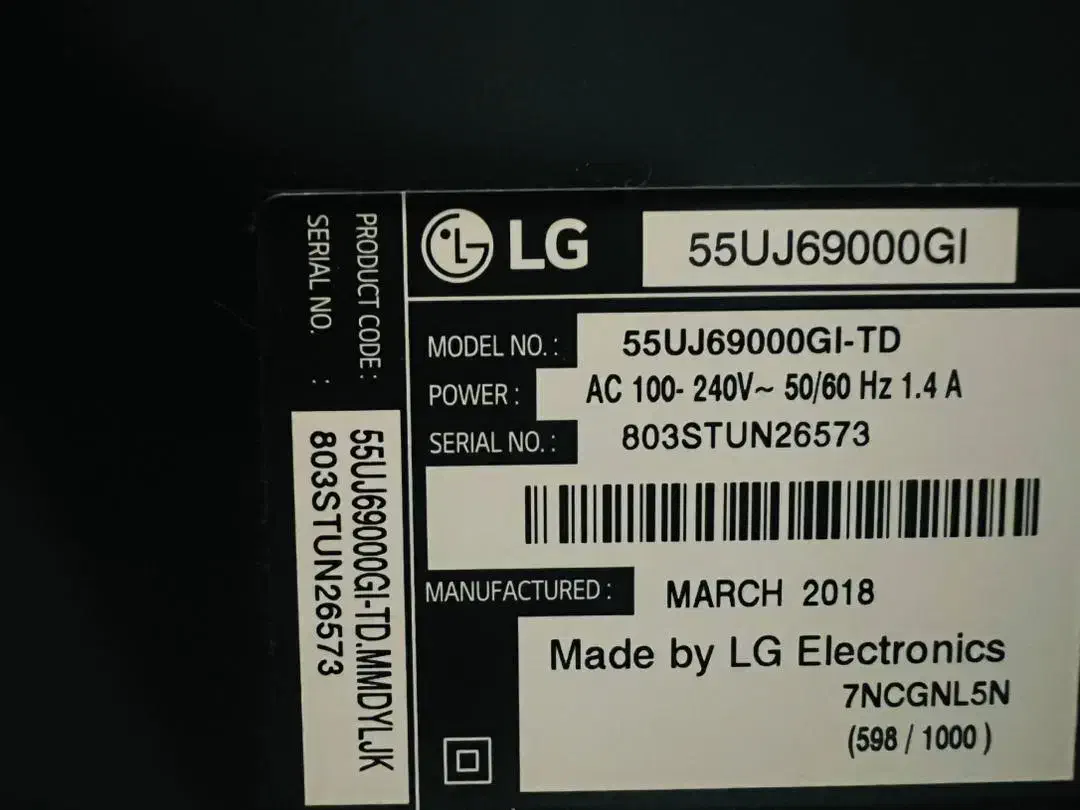 LG 55UJ69000GI
MODEL NO. : 55UJ69000GI-TD
POWER : AC 100- 240V~ 50/60 Hz 1.4 A
SERIAL NO. : 803STUN26573
MANUFACTURED : MARCH 2018
Made by LG Electronics
7NCGNL5N
(598 / 1000 )
PRODUCT CODE : 55UJ69000GI-TD.MMDYLJK
SERIAL NO. : 803STUN26573